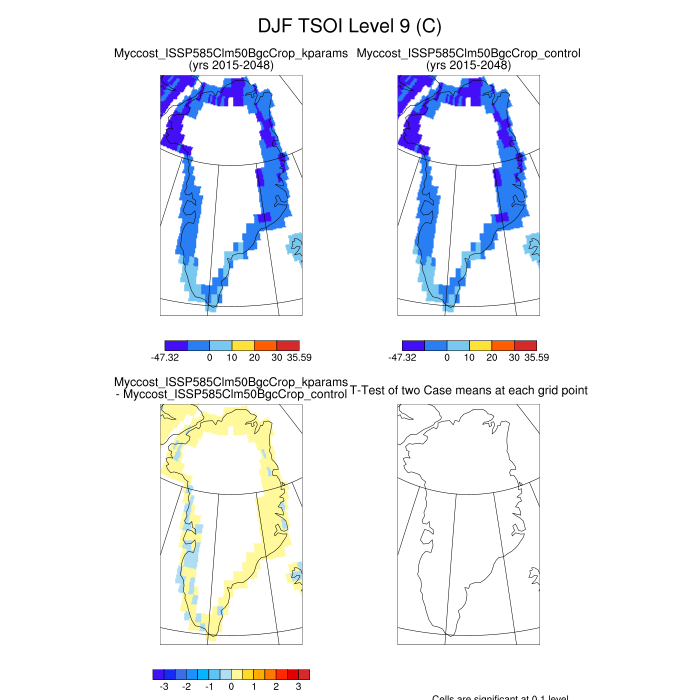 DJF TSOI Level 9 (C)
Myccost_ISSP585Clm50BgcCrop_kparams
(yrs 2015-2048)
Myccost_ISSP585Clm50BgcCrop_control
(yrs 2015-2048)
-47.32 0 10 20 30 35.59
-47.32 0 10 20 30 35.59
Myccost_ISSP585Clm50BgcCrop_kparams
- Myccost_ISSP585Clm50BgcCrop_control
T-Test of two Case means at each grid point
-3 -2 -1 0 1 2 3
Cells are significant at 0.1 level